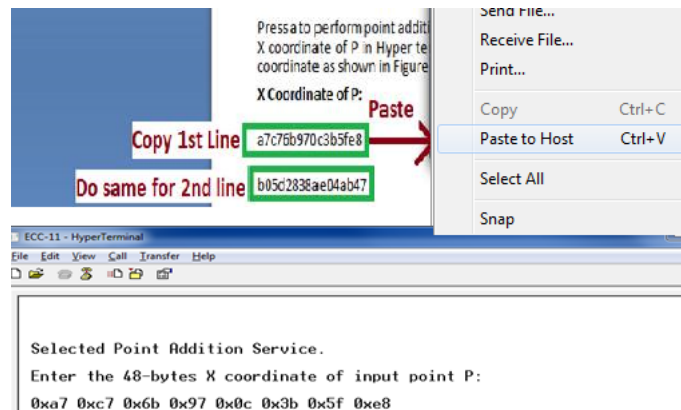 Press a to perform point additi
X coordinate of P in Hyper te
coordinate as shown in Figure
X Coordinate of P:
Paste
Copy 1st Line
a7c76b970c3b5fe8
Do same for 2nd line
b05d2838ae04ab47
Send File...
Receive File...
Print...
Copy Ctrl+C
Paste to Host Ctrl+V
Select All
Snap
ECC-11 - HyperTerminal
File Edit View Call Transfer Help
Selected Point Addition Service.
Enter the 48-bytes X coordinate of input point P:
0xa7 0xc7 0x6b 0x97 0x0c 0x3b 0x5f 0xe8